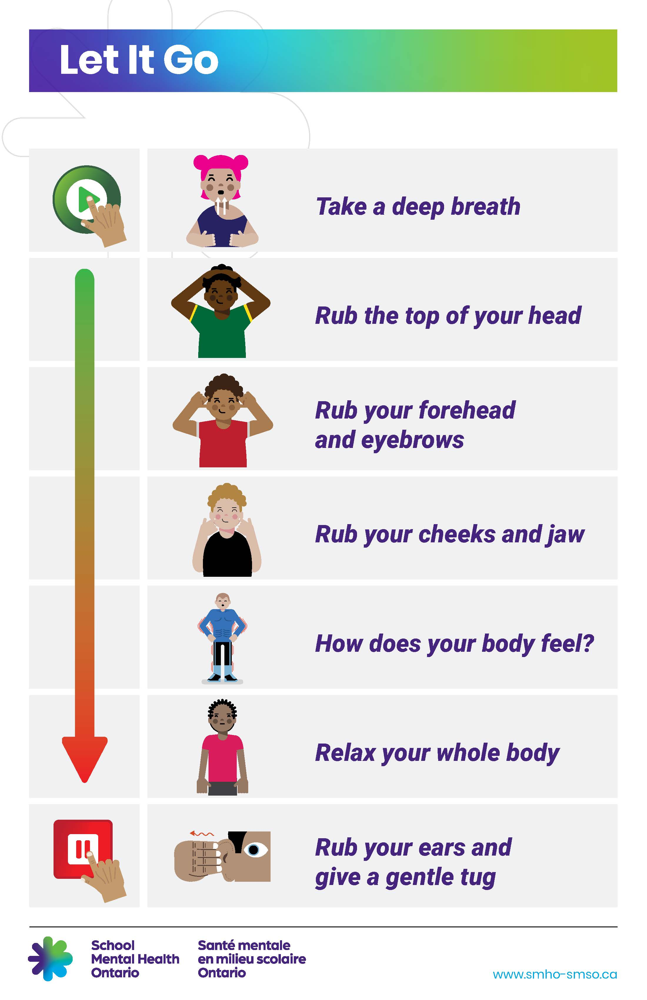 Let It Go
Take a deep breath
Rub the top of your head
Rub your forehead
and eyebrows
Rub your cheeks and jaw
How does your body feel?
Relax your whole body
Rub your ears and
give a gentle tug
School
Mental Health
Ontario
Santé mentale
en milieu scolaire
Ontario
www.smho-smso.ca